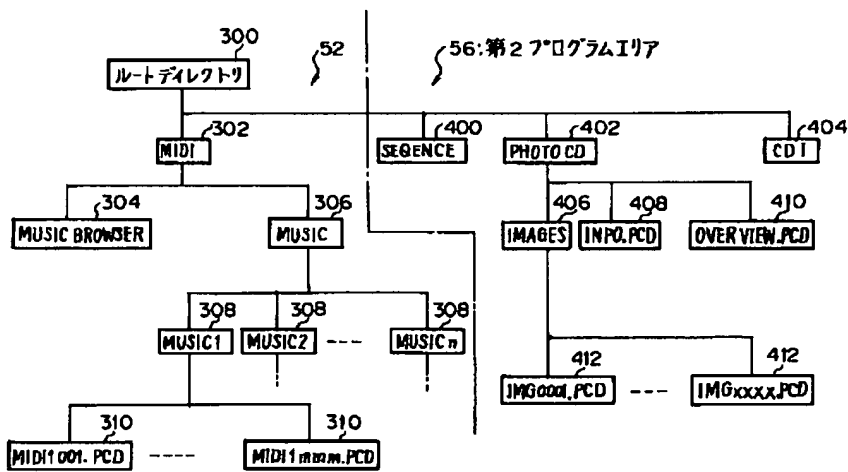 300
52
56:第2プログラムエリア
ルートディレクトリ
302
400
402
404
MIDI
SEQENCE
PHOTO CD
CDI
304
306
406
408
410
MUSIC BROWSER
MUSIC
IMAGES
INPO.PCD
OVERVIEW.PCD
308
308
308
MUSIC1
MUSIC2
MUSICn
412
412
IMG0001.PCD
IMGxxxx.PCD
310
310
MIDI1001.PCD
MIDI1mmm.PCD